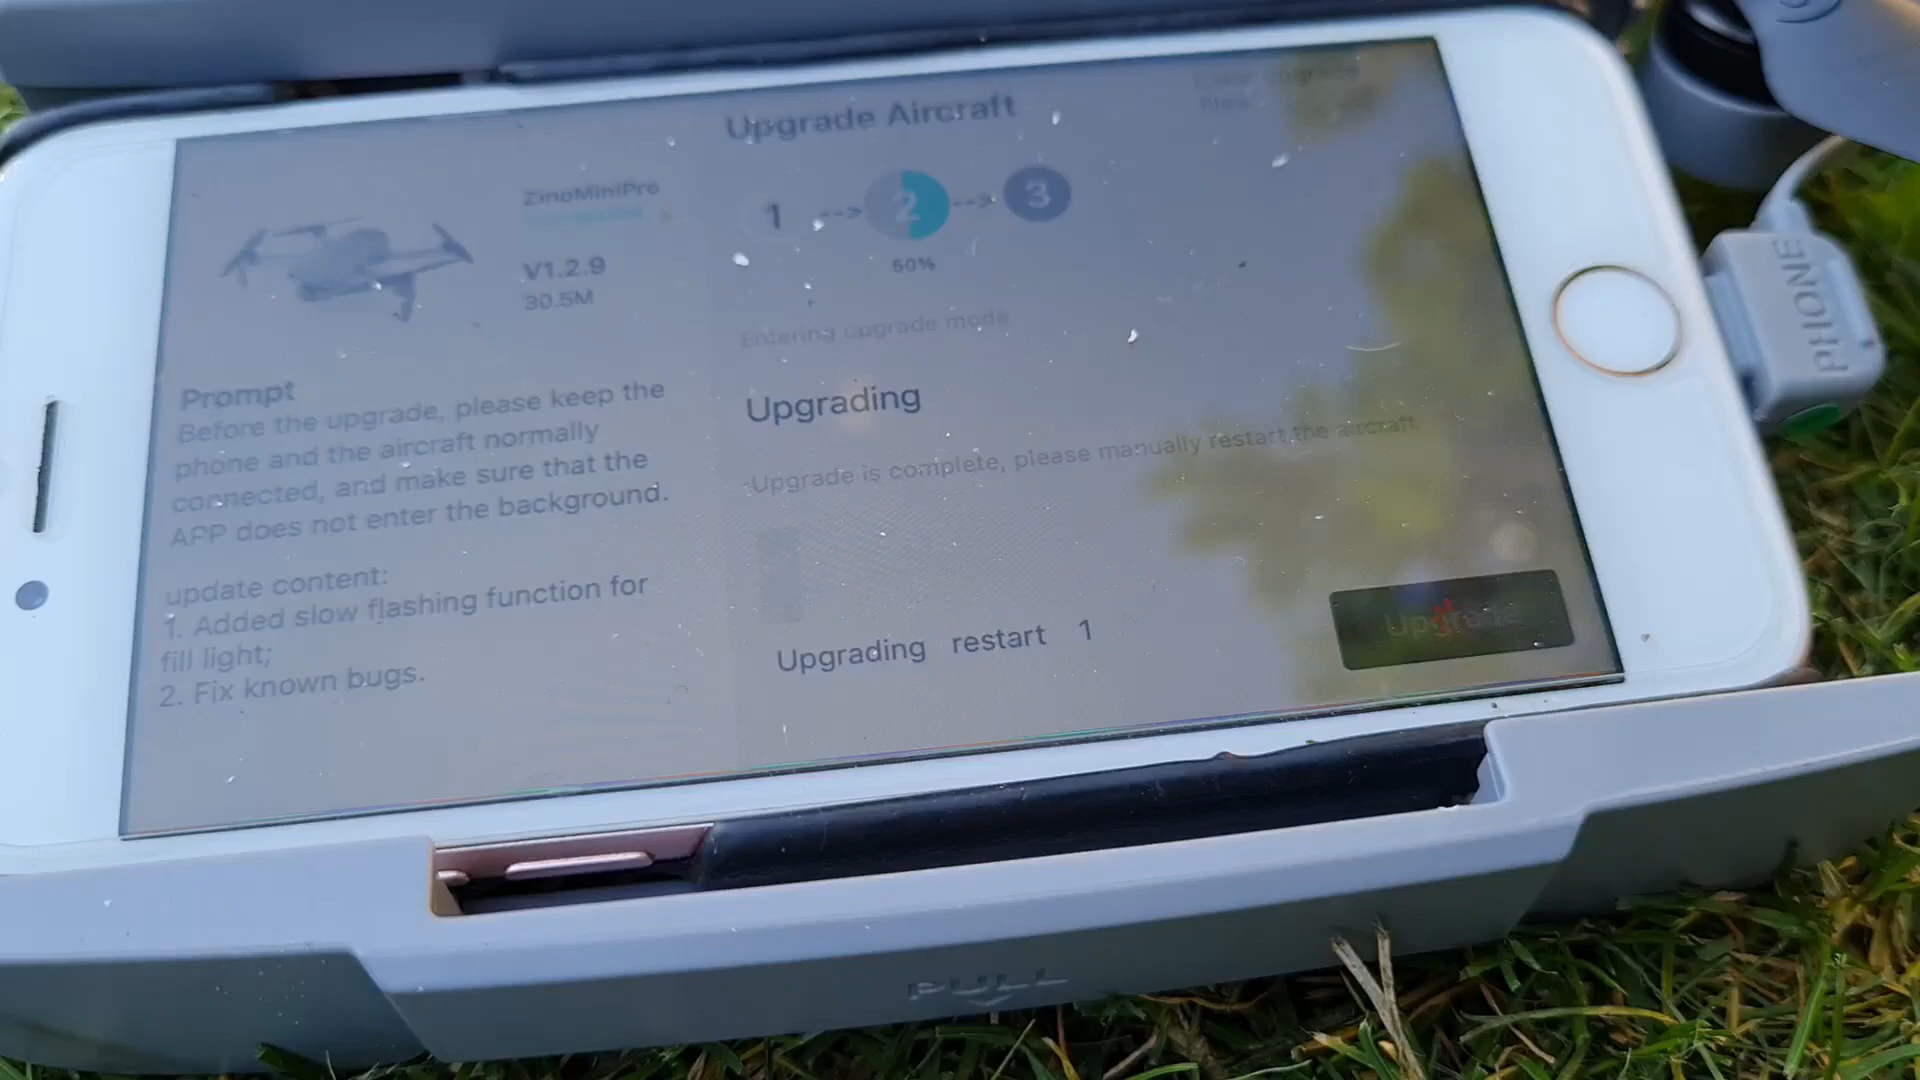 Upgrade Aircraft
ZinoMiniPro
1 --> 2 --> 3
V1.2.9
50%
30.5M
Entering upgrade mode
Prompt
Before the upgrade, please keep the
phone and the aircraft normally
connected, and make sure that the
APP does not enter the background.
Upgrading
Upgrade is complete, please manually restart the aircraft
update content:
1. Added slow flashing function for
fill light;
2. Fix known bugs.
Upgrading restart 1
Upgrade
PHONE
PULL